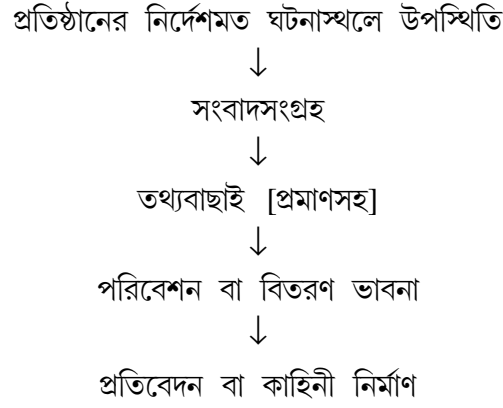 প্রতিষ্ঠানের নির্দেশমত ঘটনাস্থলে উপস্থিতি
↓
সংবাদসংগ্রহ
↓
তথ্যবাছাই [প্রমাণসহ]
↓
পরিবেশন বা বিতরণ ভাবনা
↓
প্রতিবেদন বা কাহিনী নির্মাণ